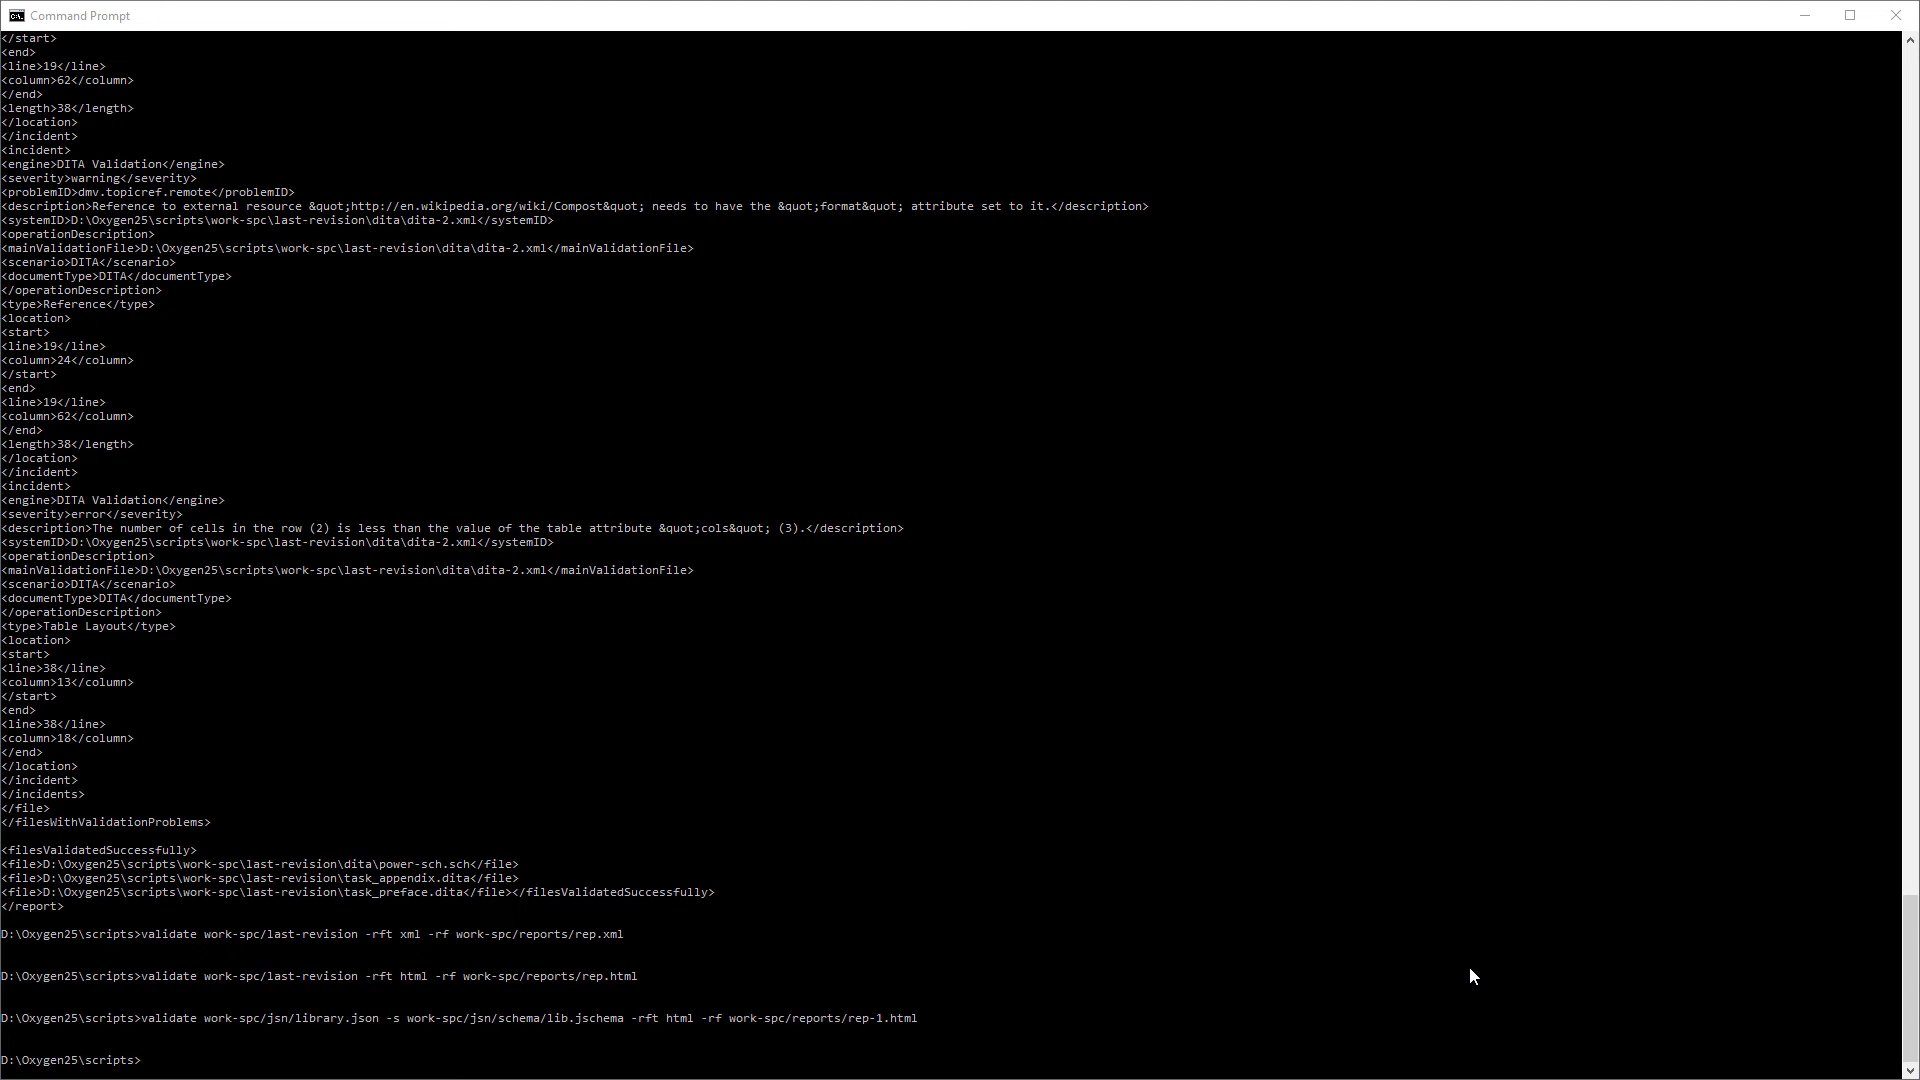 Command Prompt
</start>
<end>
<line>19</line>
<column>62</column>
</end>
<length>38</length>
</location>
</incident>
<incident>
<engine>DITA Validation</engine>
<severity>warning</severity>
<problemID>dmv.topicref.remote</problemID>
<description>Reference to external resource &quot;http://en.wikipedia.org/wiki/Compost&quot; needs to have the &quot;format&quot; attribute set to it.</description>
<systemID>D:\Oxygen25\scripts\work-spc\last-revision\dita\dita-2.xml</systemID>
<operationDescription>
<mainValidationFile>D:\Oxygen25\scripts\work-spc\last-revision\dita\dita-2.xml</mainValidationFile>
<scenario>DITA</scenario>
<documentType>DITA</documentType>
</operationDescription>
<type>Reference</type>
<location>
<start>
<line>19</line>
<column>24</column>
</start>
<end>
<line>19</line>
<column>62</column>
</end>
<length>38</length>
</location>
</incident>
<incident>
<engine>DITA Validation</engine>
<severity>error</severity>
<description>The number of cells in the row (2) is less than the value of the table attribute &quot;cols&quot; (3).</description>
<systemID>D:\Oxygen25\scripts\work-spc\last-revision\dita\dita-2.xml</systemID>
<operationDescription>
<mainValidationFile>D:\Oxygen25\scripts\work-spc\last-revision\dita\dita-2.xml</mainValidationFile>
<scenario>DITA</scenario>
<documentType>DITA</documentType>
</operationDescription>
<type>Table Layout</type>
<location>
<start>
<line>38</line>
<column>13</column>
</start>
<end>
<line>38</line>
<column>18</column>
</end>
</location>
</incident>
</incidents>
</file>
</filesWithValidationProblems>
<filesValidatedSuccessfully>
<file>D:\Oxygen25\scripts\work-spc\last-revision\dita\power-sch.sch</file>
<file>D:\Oxygen25\scripts\work-spc\last-revision\task_appendix.dita</file>
<file>D:\Oxygen25\scripts\work-spc\last-revision\task_preface.dita</file></filesValidatedSuccessfully>
</report>
D:\Oxygen25\scripts>validate work-spc/last-revision -rft xml -rf work-spc/reports/rep.xml
D:\Oxygen25\scripts>validate work-spc/last-revision -rft html -rf work-spc/reports/rep.html
D:\Oxygen25\scripts>validate work-spc/jsn/library.json -s work-spc/jsn/schema/lib.jschema -rft html -rf work-spc/reports/rep-1.html
D:\Oxygen25\scripts>